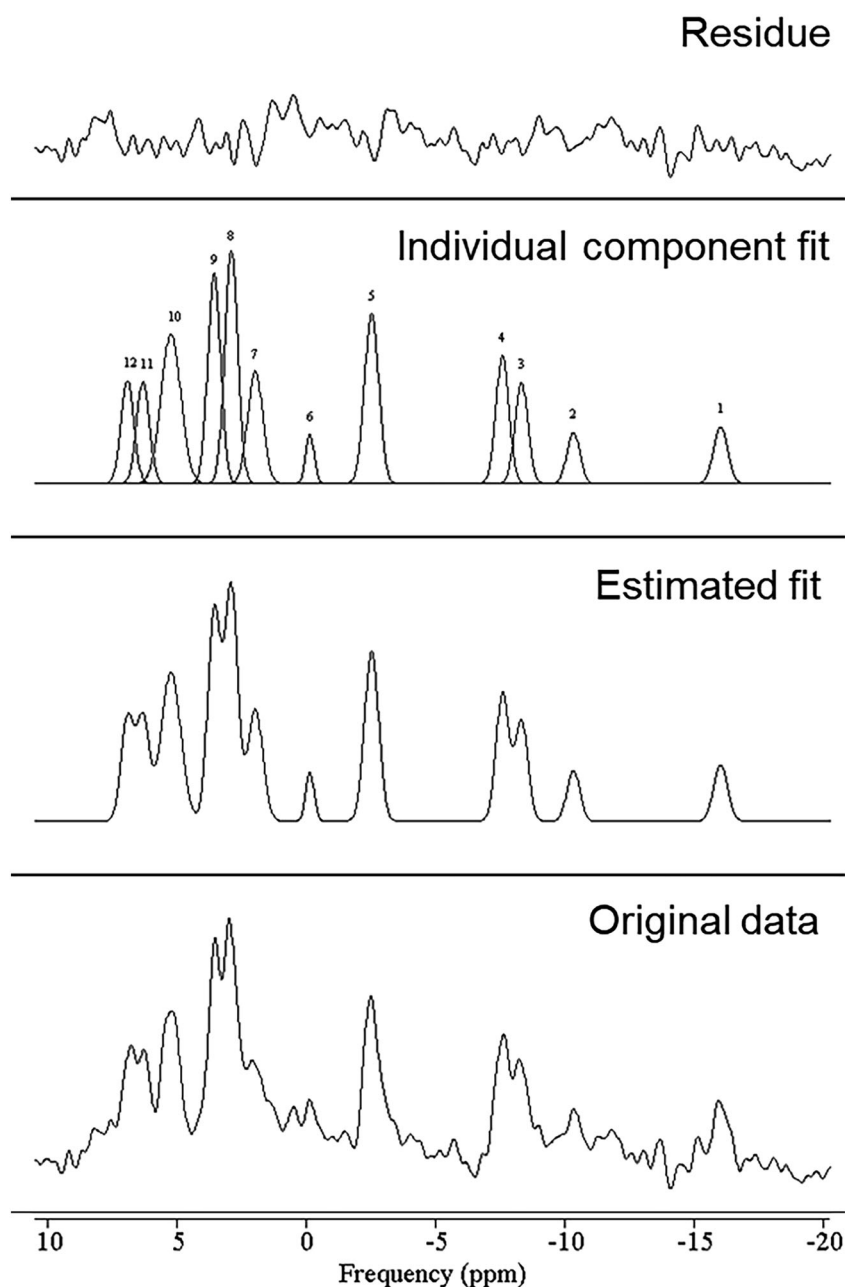 Residue
Individual component fit
8
9
5
10
4
12 11
7
3
6
2
1
Estimated fit
Original data
10 5 0 -5 -10 -15 -20
Frequency (ppm)